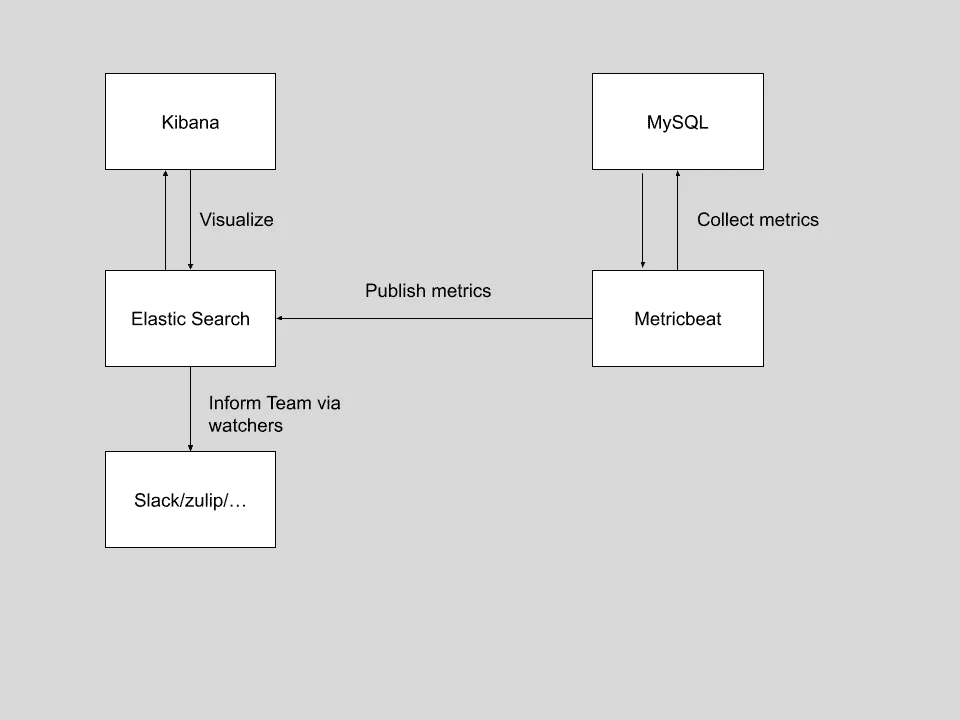 Kibana
MySQL
Visualize
Collect metrics
Publish metrics
Elastic Search
Metricbeat
Inform Team via
watchers
Slack/zulip/…